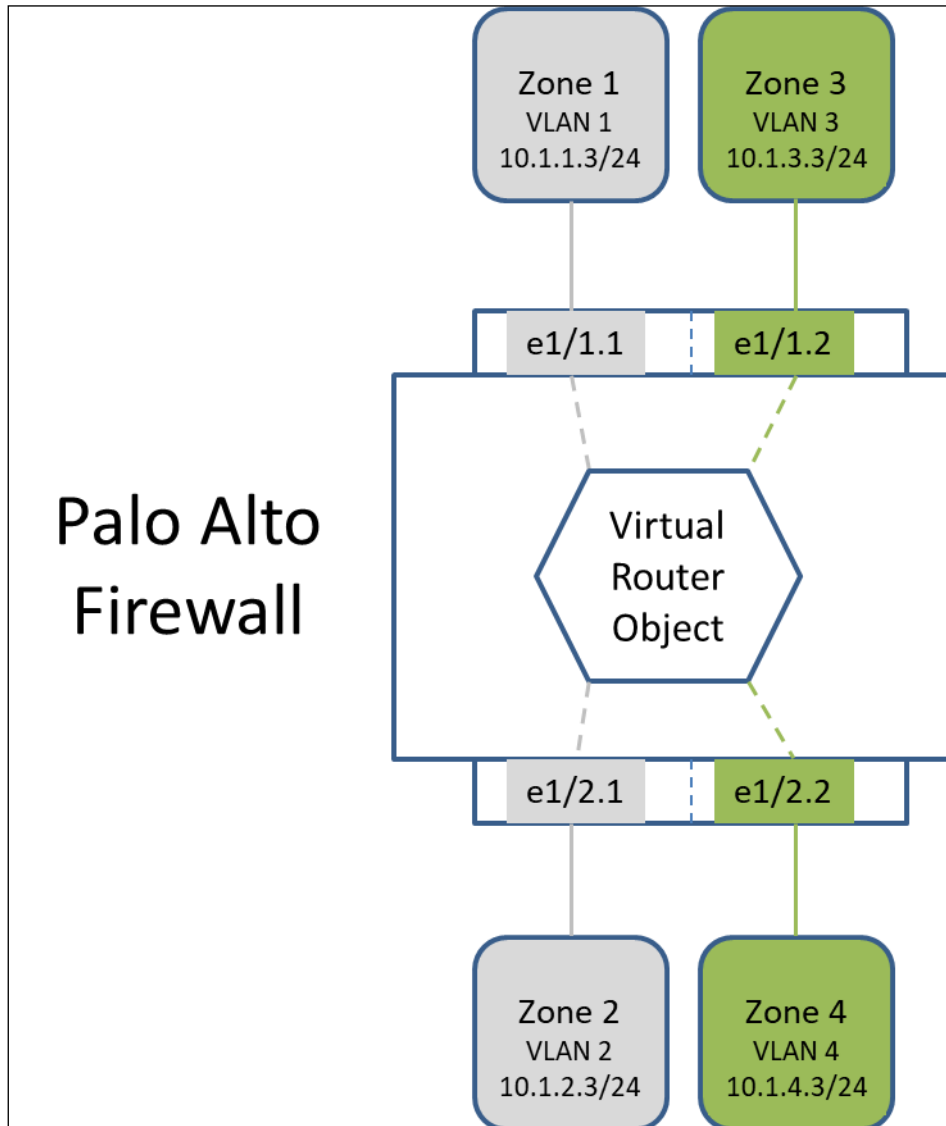 Zone 1
VLAN 1
10.1.1.3/24
Zone 3
VLAN 3
10.1.3.3/24
e1/1.1
e1/1.2
Palo Alto
Firewall
Virtual
Router
Object
e1/2.1
e1/2.2
Zone 2
VLAN 2
10.1.2.3/24
Zone 4
VLAN 4
10.1.4.3/24